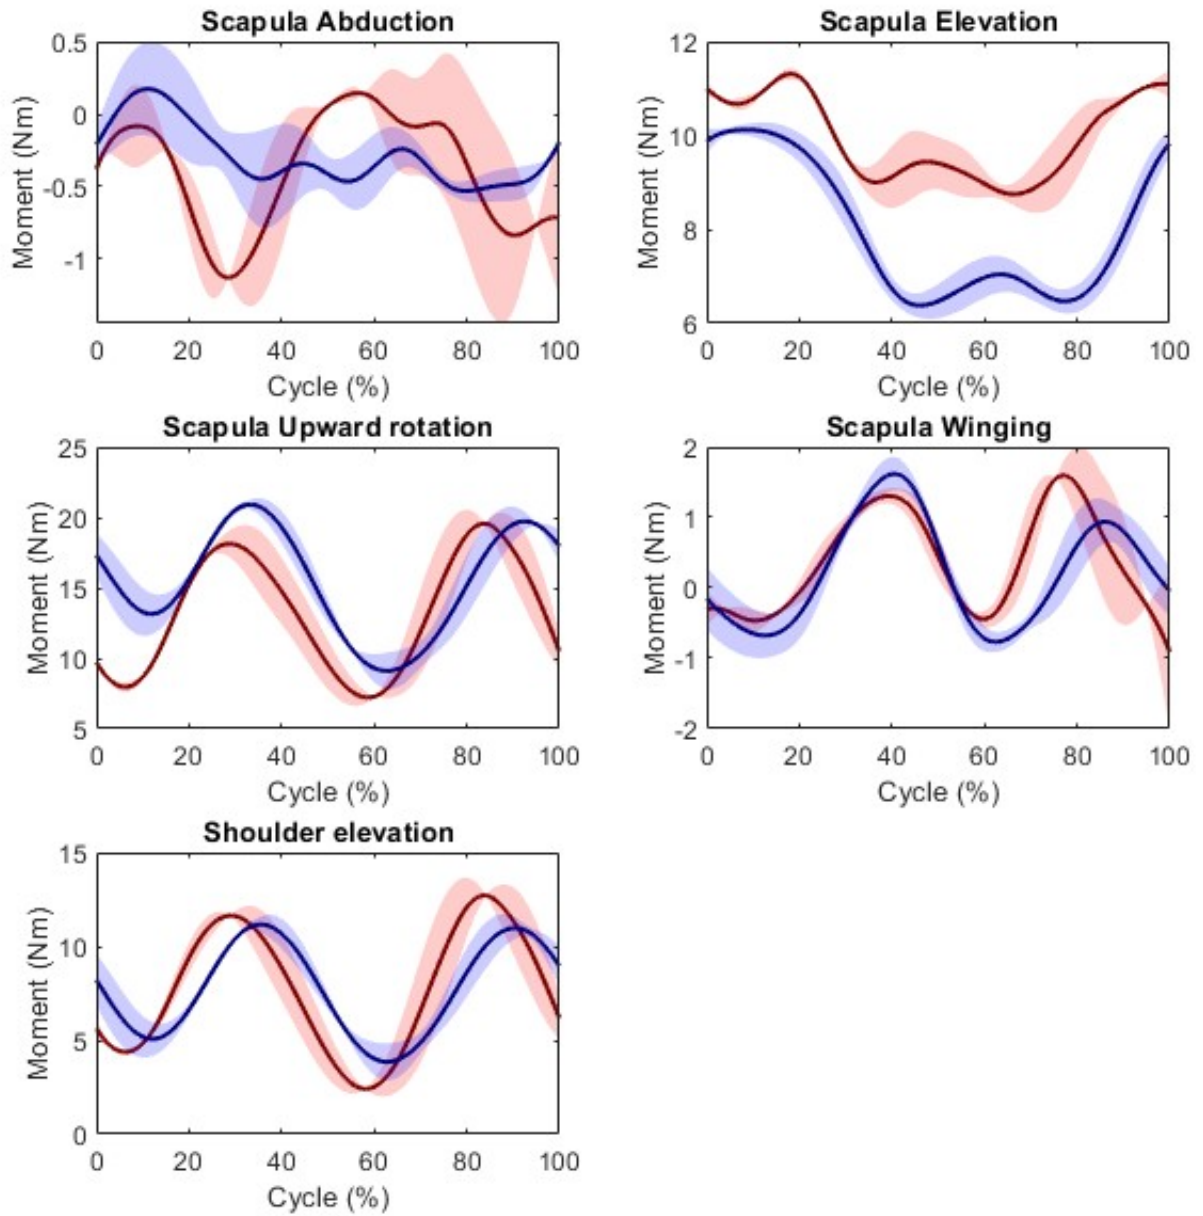 Scapula Abduction
Moment (Nm)
0.5
0
-0.5
-1
0 20 40 60 80 100
Cycle (%)
Scapula Elevation
Moment (Nm)
12
10
8
6
0 20 40 60 80 100
Cycle (%)
Scapula Upward rotation
Moment (Nm)
25
20
15
10
5
0 20 40 60 80 100
Cycle (%)
Scapula Winging
Moment (Nm)
2
1
0
-1
-2
0 20 40 60 80 100
Cycle (%)
Shoulder elevation
Moment (Nm)
15
10
5
0
0 20 40 60 80 100
Cycle (%)